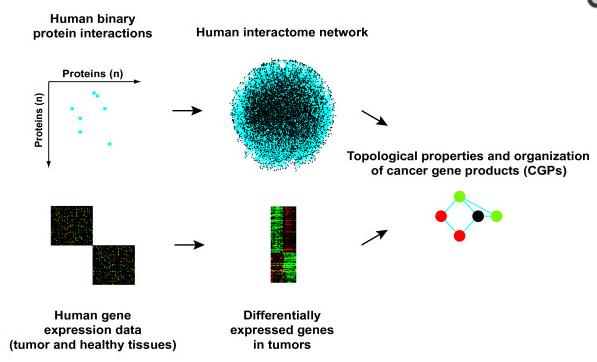 Human binary
protein interactions
Human interactome network
Proteins (n)
Proteins (n)
Topological properties and organization
of cancer gene products (CGPs)
Human gene
expression data
(tumor and healthy tissues)
Differentially
expressed genes
in tumors